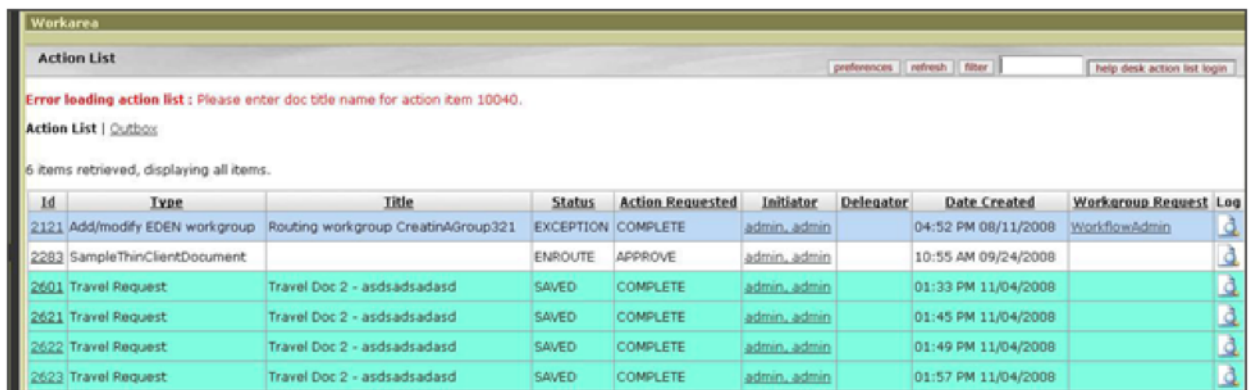 Workarea
Action List
preferences refresh filter help desk action list login
Error loading action list : Please enter doc title name for action item 10040.
Action List | Outbox
6 items retrieved, displaying all items.
Id Type Title Status Action Requested Initiator Delegator Date Created Workgroup Request Log
2121 Add/modify EDEN workgroup Routing workgroup CreatinAGroup321 EXCEPTION COMPLETE admin, admin 04:52 PM 08/11/2008 WorkflowAdmin
2283 SampleThinClientDocument ENROUTE APPROVE admin, admin 10:55 AM 09/24/2008
2601 Travel Request Travel Doc 2 - asdsadsadasd SAVED COMPLETE admin, admin 01:33 PM 11/04/2008
2621 Travel Request Travel Doc 2 - asdsadsadasd SAVED COMPLETE admin, admin 01:45 PM 11/04/2008
2622 Travel Request Travel Doc 2 - asdsadsadasd SAVED COMPLETE admin, admin 01:49 PM 11/04/2008
2623 Travel Request Travel Doc 2 - asdsadsadasd SAVED COMPLETE admin, admin 01:57 PM 11/04/2008